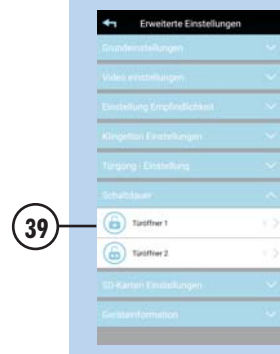 Erweiterte Einstellungen
Grundeinstellungen
Video einstellungen
Einstellung Empfindlichkeit
Klingelton Einstellungen
Türgong - Einstellung
Schaltdauer
39
Türöffner 1
Türöffner 2
SD-Karten Einstellungen
Geräteinformation